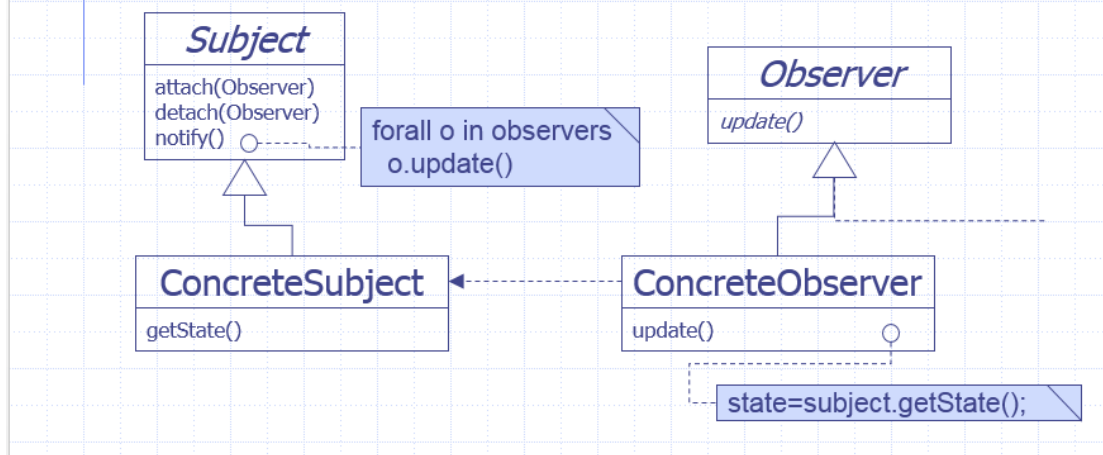 Subject
attach(Observer)
detach(Observer)
notify()
forall o in observers
o.update()
Observer
update()
ConcreteSubject
getState()
ConcreteObserver
update()
state=subject.getState();